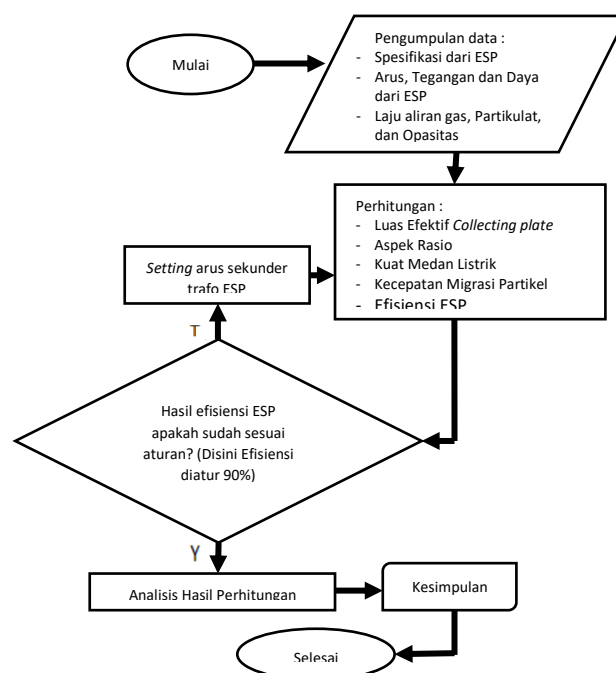 Mulai
Pengumpulan data :
- Spesifikasi dari ESP
- Arus, Tegangan dan Daya
dari ESP
- Laju aliran gas, Partikulat,
dan Opasitas
Perhitungan :
- Luas Efektif Collecting plate
- Aspek Rasio
- Kuat Medan Listrik
- Kecepatan Migrasi Partikel
- Efisiensi ESP
Setting arus sekunder
trafo ESP
T
Hasil efisiensi ESP
apakah sudah sesuai
aturan? (Disini Efisiensi
diatur 90%)
Y
Analisis Hasil Perhitungan
Kesimpulan
Selesai